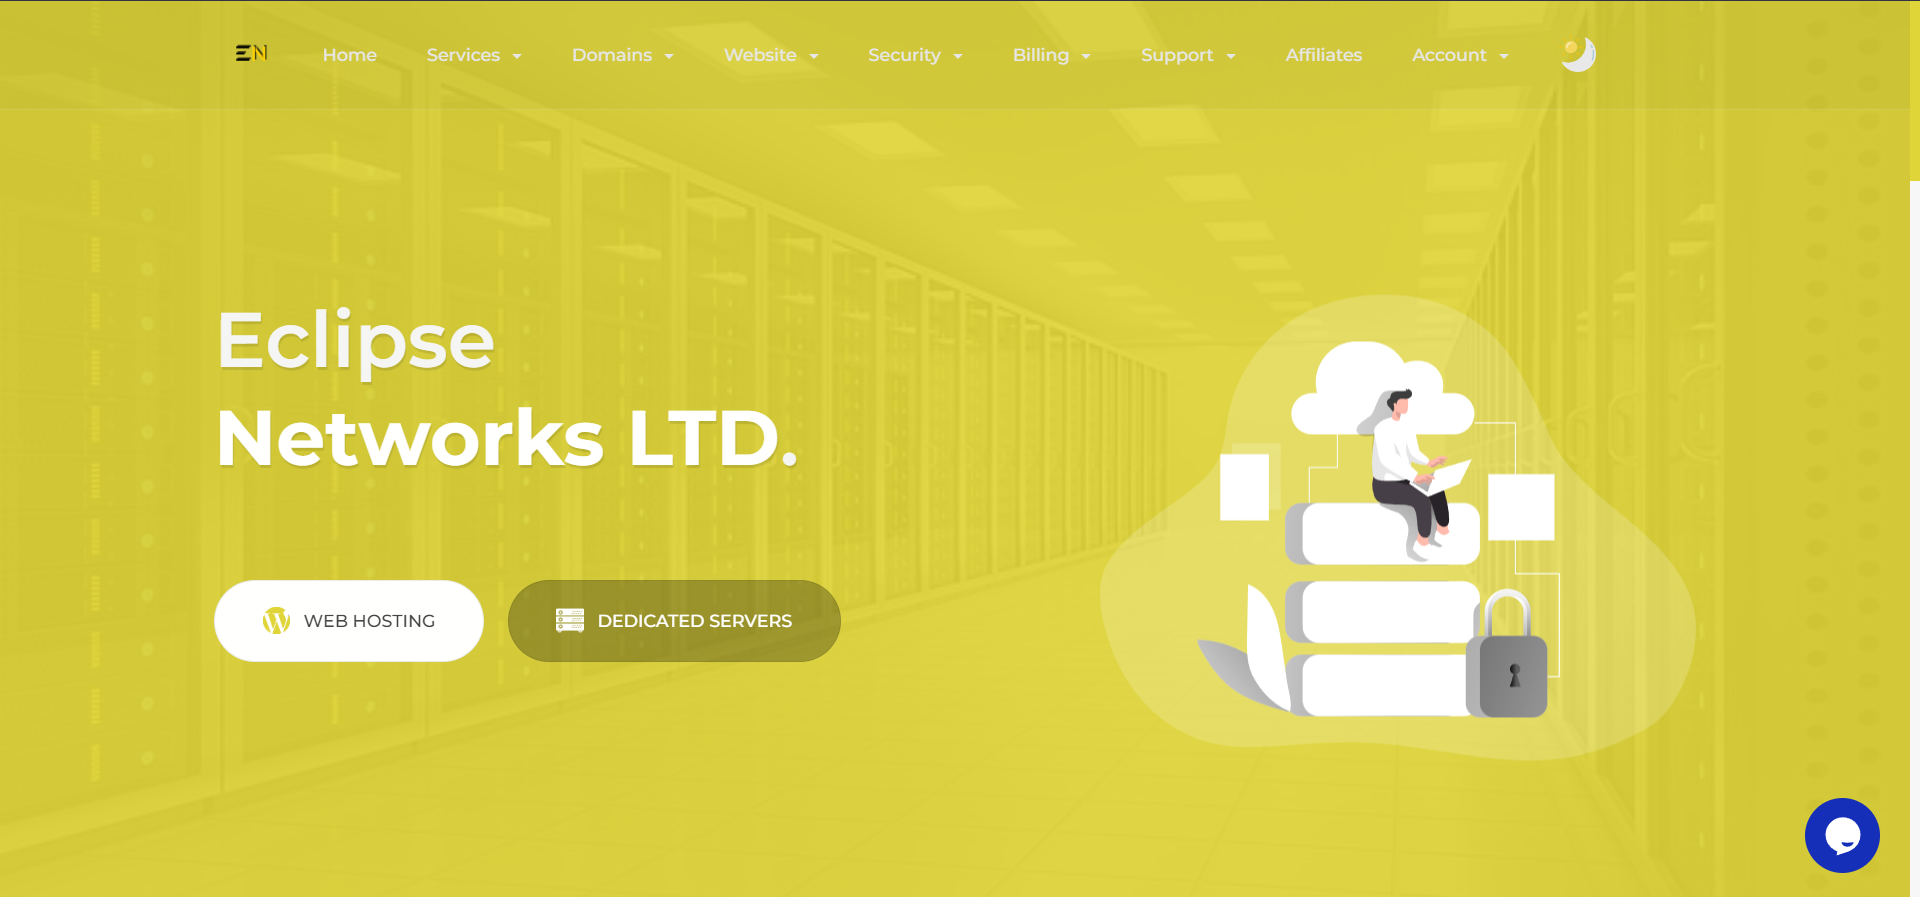 EN
Home
Services
Domains
Website
Security
Billing
Support
Affiliates
Account
Eclipse
Networks LTD.
WEB HOSTING
DEDICATED SERVERS